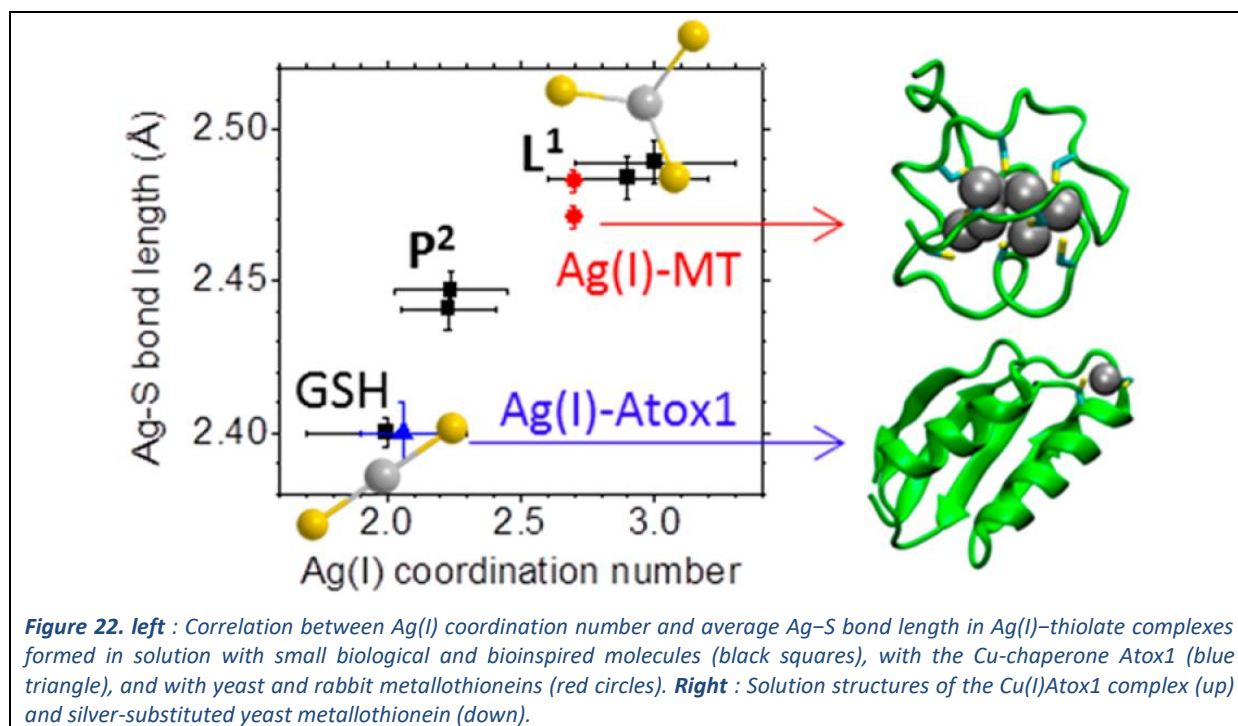 2.50
2.45
2.40
Ag-S bond length (Å)
L¹
P²
GSH
Ag(I)-MT
Ag(I)-Atox1
2.0 2.5 3.0
Ag(I) coordination number
Figure 22. left : Correlation between Ag(I) coordination number and average Ag–S bond length in Ag(I)–thiolate complexes
formed in solution with small biological and bioinspired molecules (black squares), with the Cu-chaperone Atox1 (blue
triangle), and with yeast and rabbit metallothioneins (red circles). Right : Solution structures of the Cu(I)Atox1 complex (up)
and silver-substituted yeast metallothionein (down).